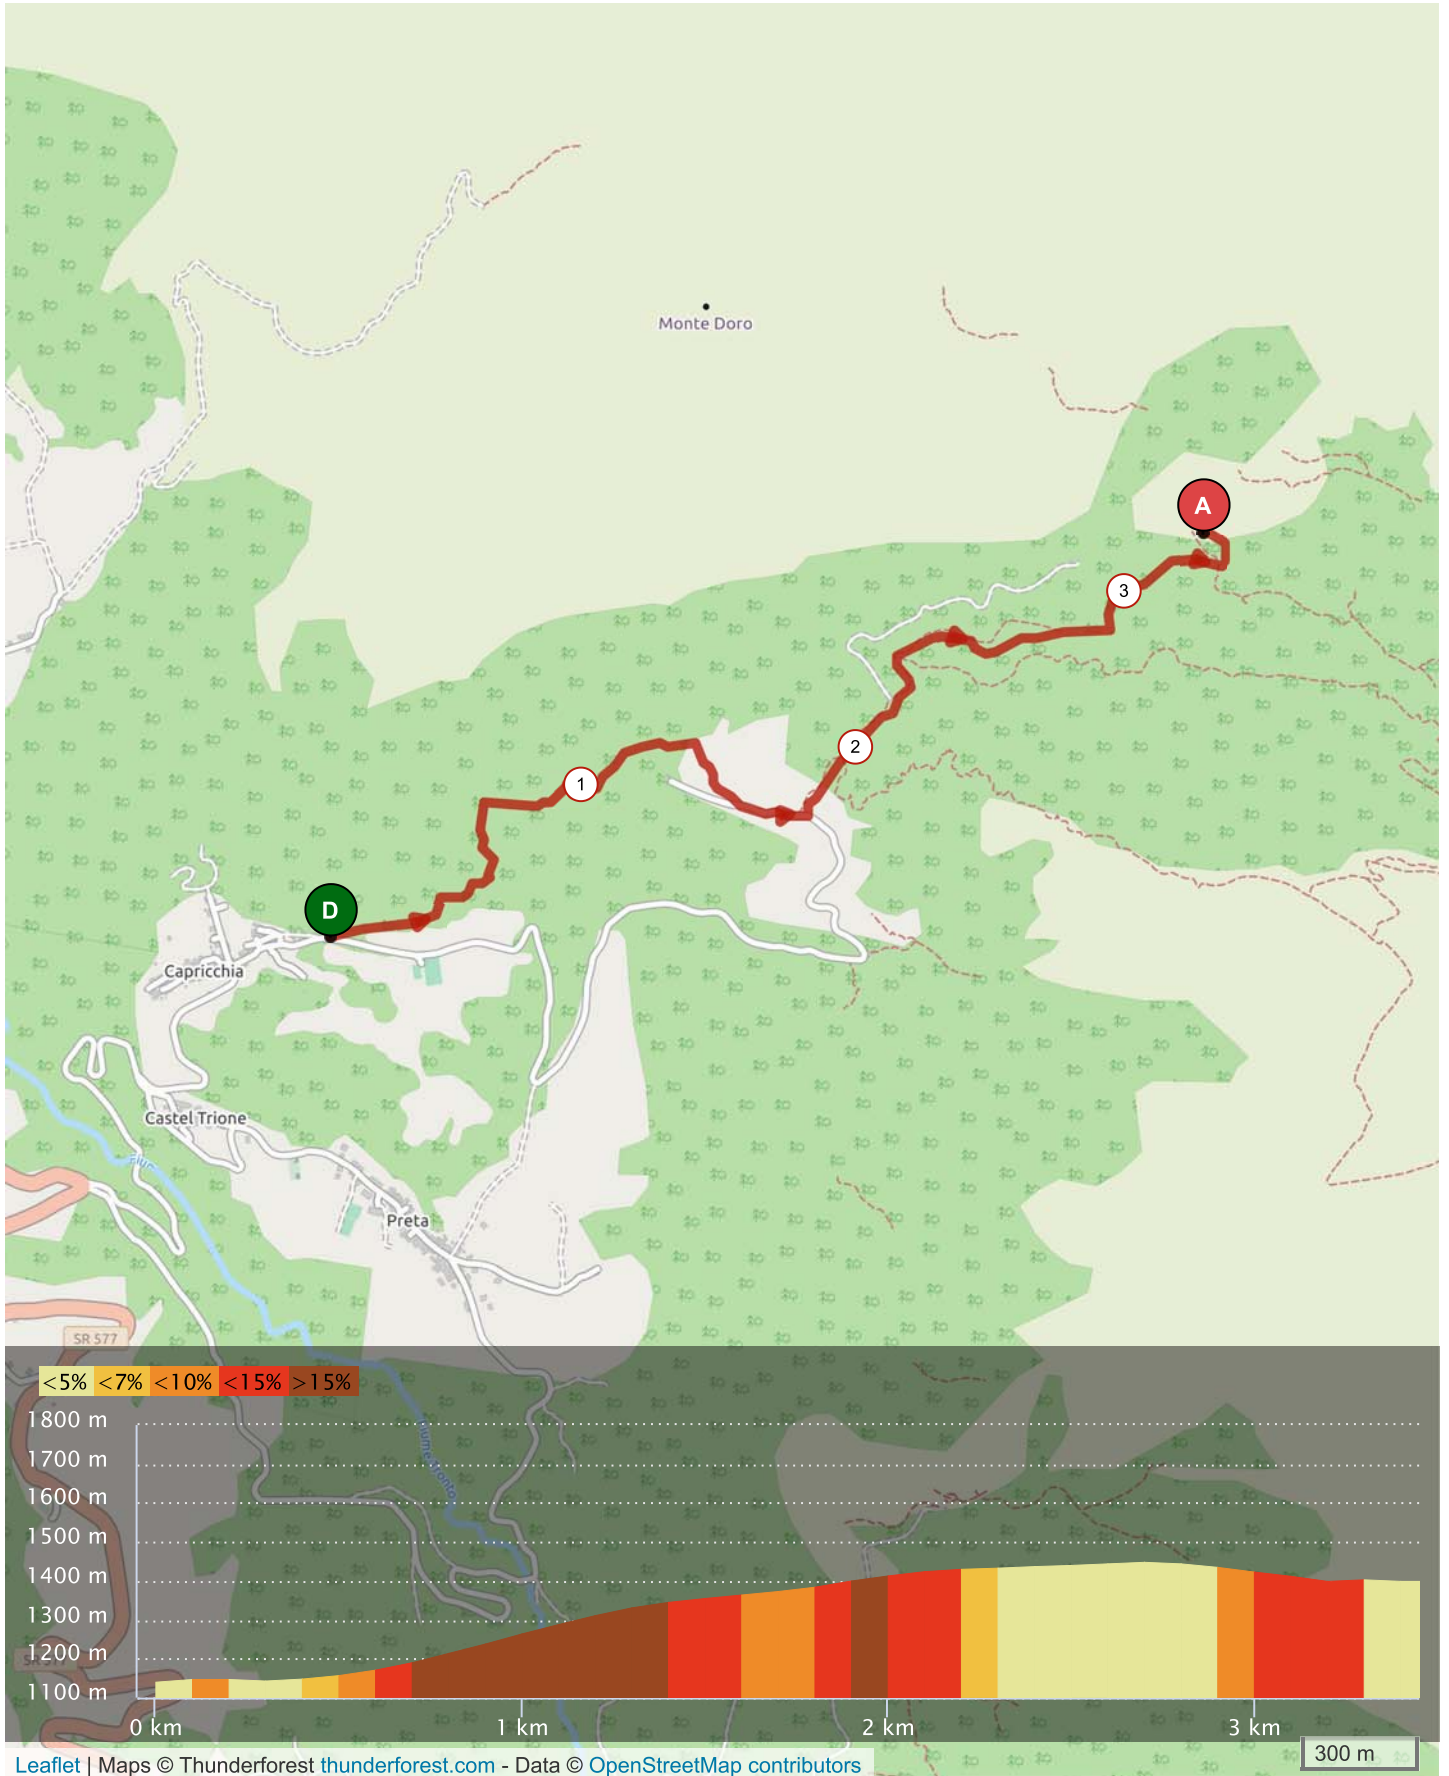 Monte Doro
A
3
2
1
D
Capricchia
Castel Trione
Preta
SR 577
<5% <7% <10% <15% >15%
1800 m
1700 m
1600 m
1500 m
1400 m
1300 m
1200 m
1100 m
Fiume Tronto
0 km 1 km 2 km 3 km
300 m
Leaflet | Maps © Thunderforest thunderforest.com - Data © OpenStreetMap contributors